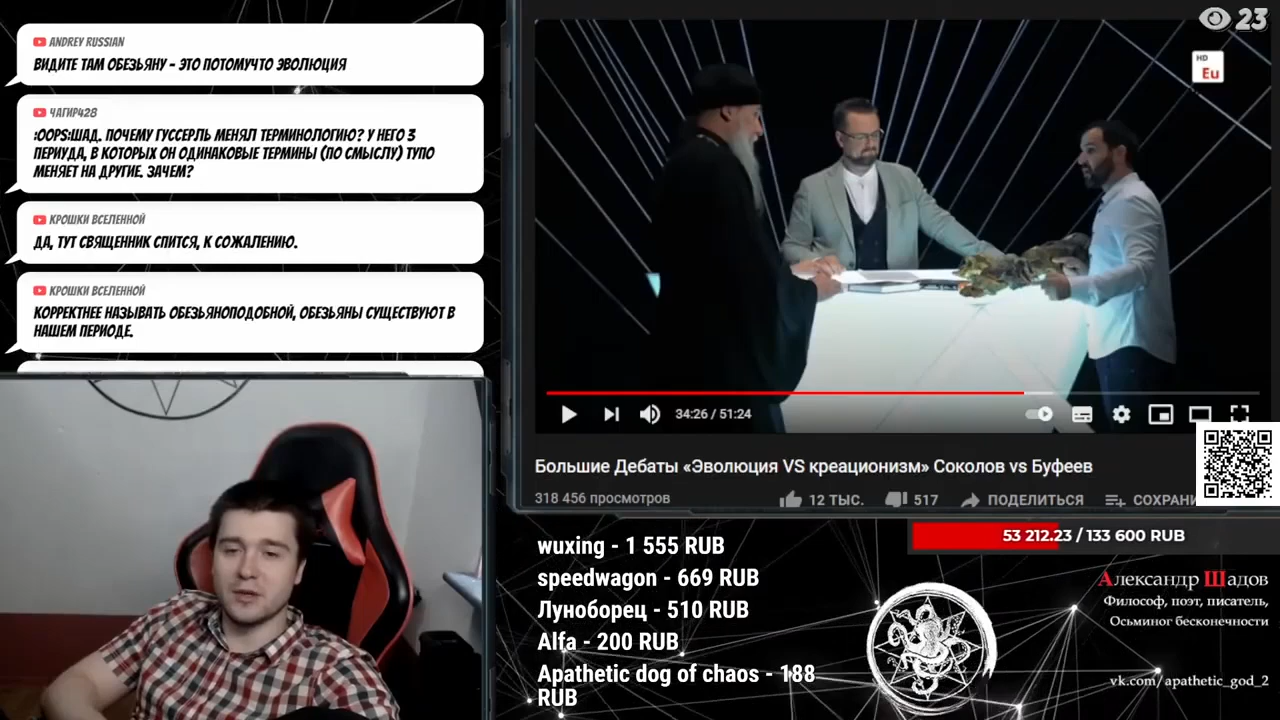 ANDREY RUSSIAN
ВИДИТЕ ТАМ ОБЕЗЬЯНУ - ЭТО ПОТОМУЧТО ЭВОЛЮЦИЯ
ЧАГИР428
:OOPS:ШАД. ПОЧЕМУ ГУССЕРЛЬ МЕНЯЛ ТЕРМИНОЛОГИЮ? У НЕГО 3
ПЕРИУДА, В КОТОРЫХ ОН ОДИНАКОВЫЕ ТЕРМИНЫ (ПО СМЫСЛУ) ТУПО
МЕНЯЕТ НА ДРУГИЕ. ЗАЧЕМ?
КРОШКИ ВСЕЛЕННОЙ
ДА, ТУТ СВЯЩЕННИК СПИТСЯ, К СОЖАЛЕНИЮ.
КРОШКИ ВСЕЛЕННОЙ
КОРРЕКТНЕЕ НАЗЫВАТЬ ОБЕЗЬЯНОПОДОБНОЙ, ОБЕЗЬЯНЫ СУЩЕСТВУЮТ В
НАШЕМ ПЕРИОДЕ.
23
HD
Eu
34:26 / 51:24
Большие Дебаты «Эволюция VS креационизм» Соколов vs Буфеев
318 456 просмотров
12 ТЫС.
517
ПОДЕЛИТЬСЯ
СОХРАНИ
53 212.23 / 133 600 RUB
wuxing - 1 555 RUB
speedwagon - 669 RUB
Луноборец - 510 RUB
Alfa - 200 RUB
Apathetic dog of chaos - 188
RUB
Александр Шадов
Философ, поэт, писатель,
Осьминог бесконечности
vk.com/apathetic_god_2